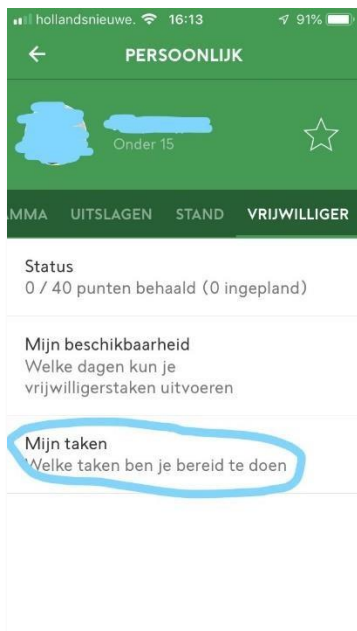 hollandsnieuwe. 16:13 91%
PERSOONLIJK
Onder 15
MMA UITSLAGEN STAND VRIJWILLIGER
Status
0 / 40 punten behaald (0 ingepland)
Mijn beschikbaarheid
Welke dagen kun je
vrijwilligerstaken uitvoeren
Mijn taken
Welke taken ben je bereid te doen